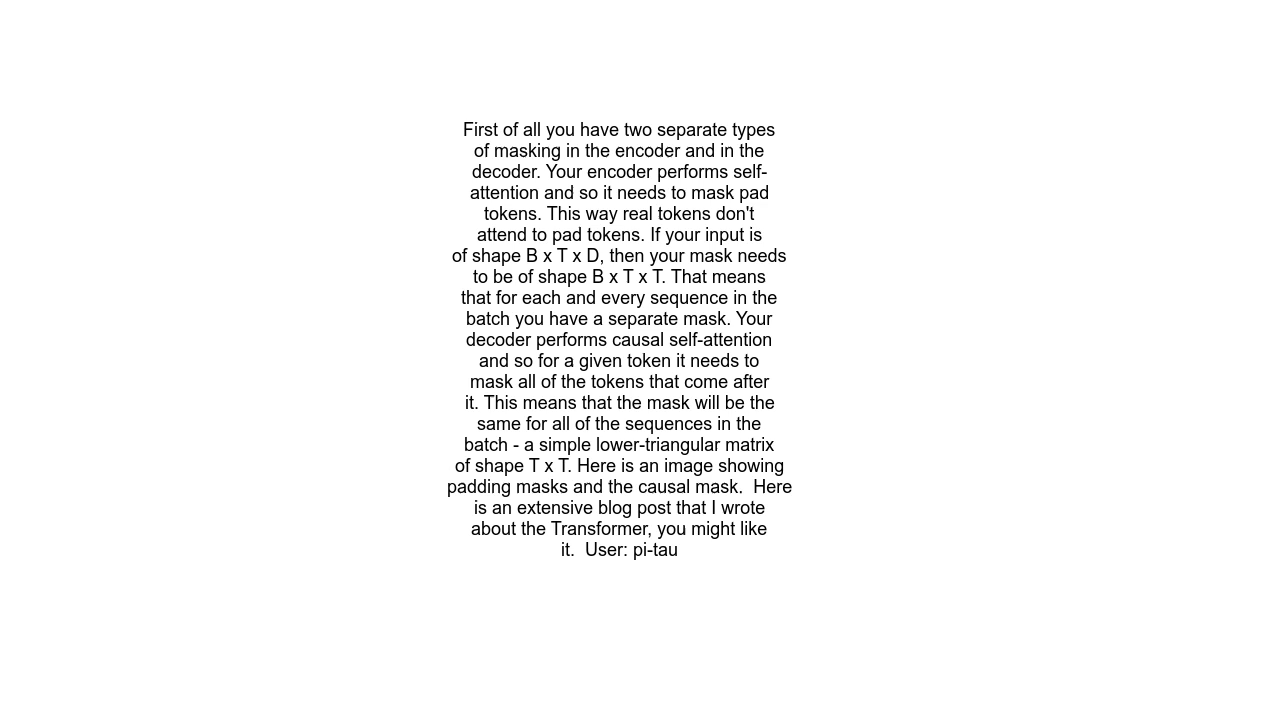 First of all you have two separate types
of masking in the encoder and in the
decoder. Your encoder performs self-
attention and so it needs to mask pad
tokens. This way real tokens don't
attend to pad tokens. If your input is
of shape B x T x D, then your mask needs
to be of shape B x T x T. That means
that for each and every sequence in the
batch you have a separate mask. Your
decoder performs causal self-attention
and so for a given token it needs to
mask all of the tokens that come after
it. This means that the mask will be the
same for all of the sequences in the
batch - a simple lower-triangular matrix
of shape T x T. Here is an image showing
padding masks and the causal mask.  Here
is an extensive blog post that I wrote
about the Transformer, you might like
it.  User: pi-tau